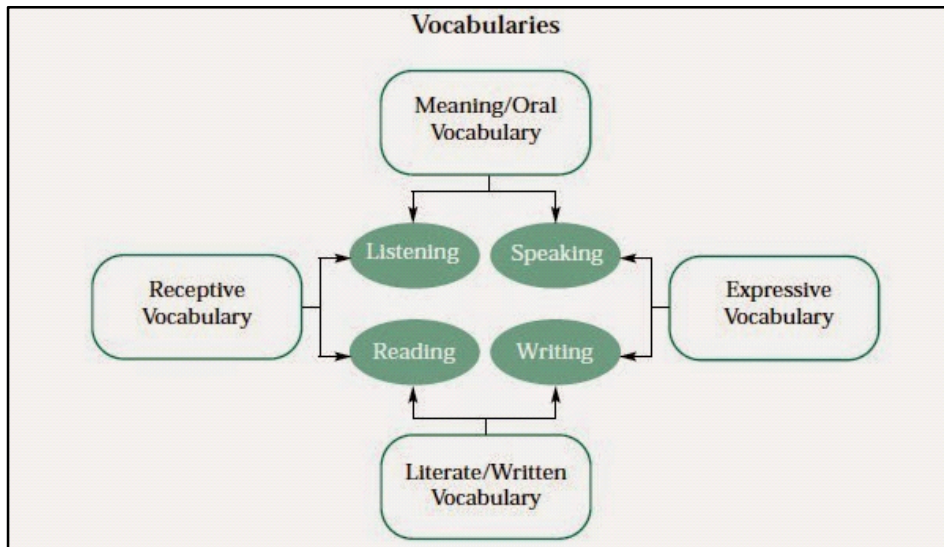 Vocabularies
Meaning/Oral
Vocabulary
Listening
Speaking
Receptive
Vocabulary
Expressive
Vocabulary
Reading
Writing
Literate/Written
Vocabulary